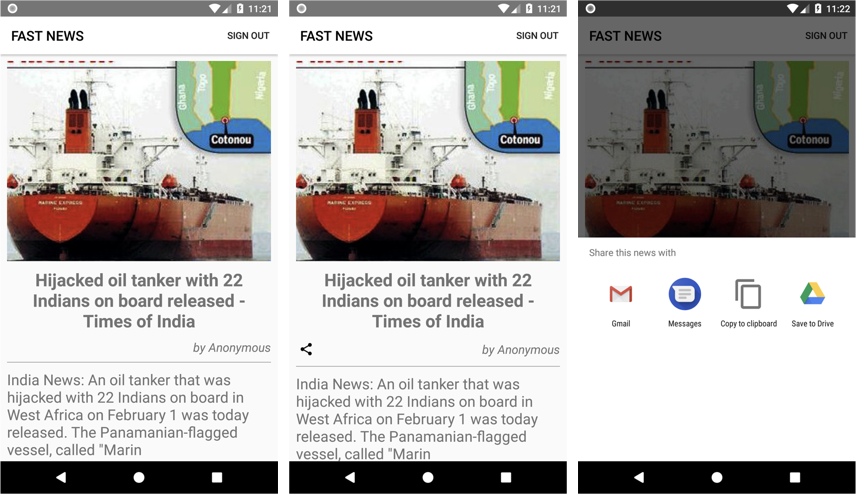 11:21
FAST NEWS SIGN OUT
Ghana
Togo
Nigeria
Cotonou
MARINE EXPRESS
Hijacked oil tanker with 22
Indians on board released -
Times of India
by Anonymous
India News: An oil tanker that was
hijacked with 22 Indians on board in
West Africa on February 1 was today
released. The Panamanian-flagged
vessel, called "Marin
11:21
FAST NEWS SIGN OUT
Ghana
Togo
Nigeria
Cotonou
MARINE EXPRESS
Hijacked oil tanker with 22
Indians on board released -
Times of India
by Anonymous
India News: An oil tanker that was
hijacked with 22 Indians on board in
West Africa on February 1 was today
released. The Panamanian-flagged
vessel, called "Marin
11:22
FAST NEWS SIGN OUT
Ghana
Togo
Nigeria
Cotonou
MARINE EXPRESS
Share this news with
Gmail Messages Copy to clipboard Save to Drive